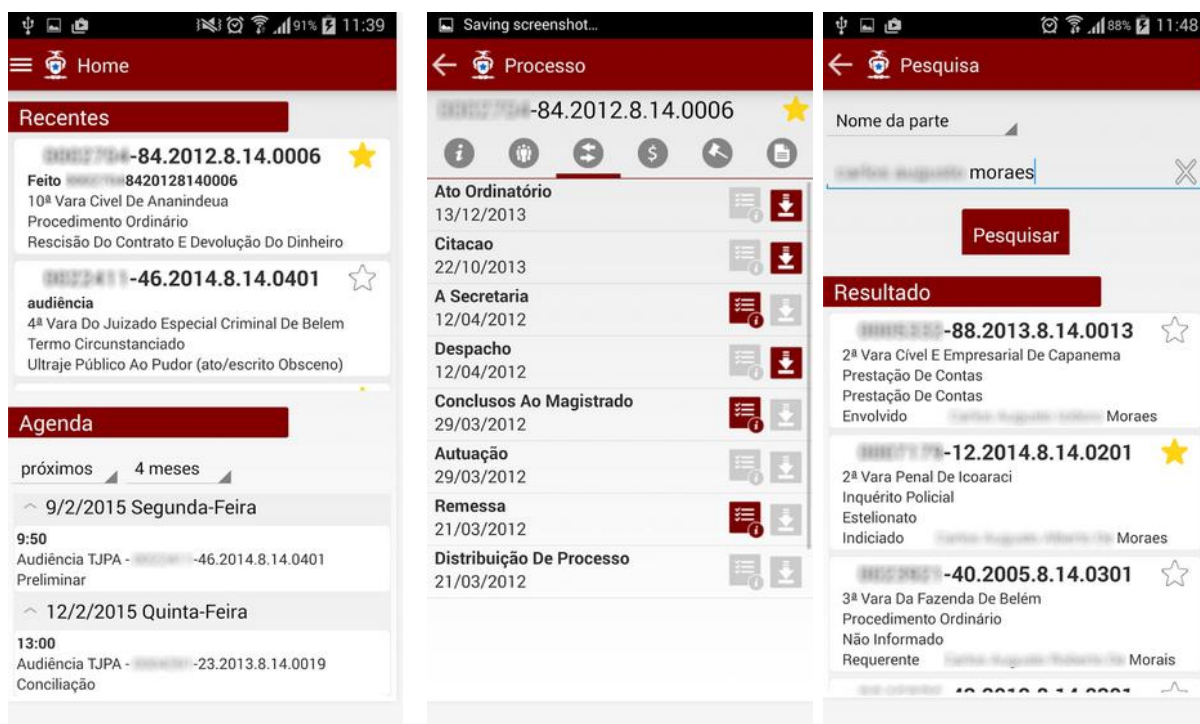 91% 11:39
Home
Recentes
-84.2012.8.14.0006
Feito 8420128140006
10ª Vara Civel De Ananindeua
Procedimento Ordinário
Rescisão Do Contrato E Devolução Do Dinheiro
-46.2014.8.14.0401
audiência
4ª Vara Do Juizado Especial Criminal De Belem
Termo Circunstanciado
Ultraje Público Ao Pudor (ato/escrito Obsceno)
Agenda
próximos 4 meses
9/2/2015 Segunda-Feira
9:50
Audiência TJPA - -46.2014.8.14.0401
Preliminar
12/2/2015 Quinta-Feira
13:00
Audiência TJPA - -23.2013.8.14.0019
Conciliação
Saving screenshot...
Processo
-84.2012.8.14.0006
Ato Ordinatório
13/12/2013
Citacao
22/10/2013
A Secretaria
12/04/2012
Despacho
12/04/2012
Conclusos Ao Magistrado
29/03/2012
Autuação
29/03/2012
Remessa
21/03/2012
Distribuição De Processo
21/03/2012
88% 11:48
Pesquisa
Nome da parte
moraes
Pesquisar
Resultado
-88.2013.8.14.0013
2ª Vara Cível E Empresarial De Capanema
Prestação De Contas
Prestação De Contas
Envolvido Moraes
-12.2014.8.14.0201
2ª Vara Penal De Icoaraci
Inquérito Policial
Estelionato
Indiciado Moraes
-40.2005.8.14.0301
3ª Vara Da Fazenda De Belém
Procedimento Ordinário
Não Informado
Requerente Morais